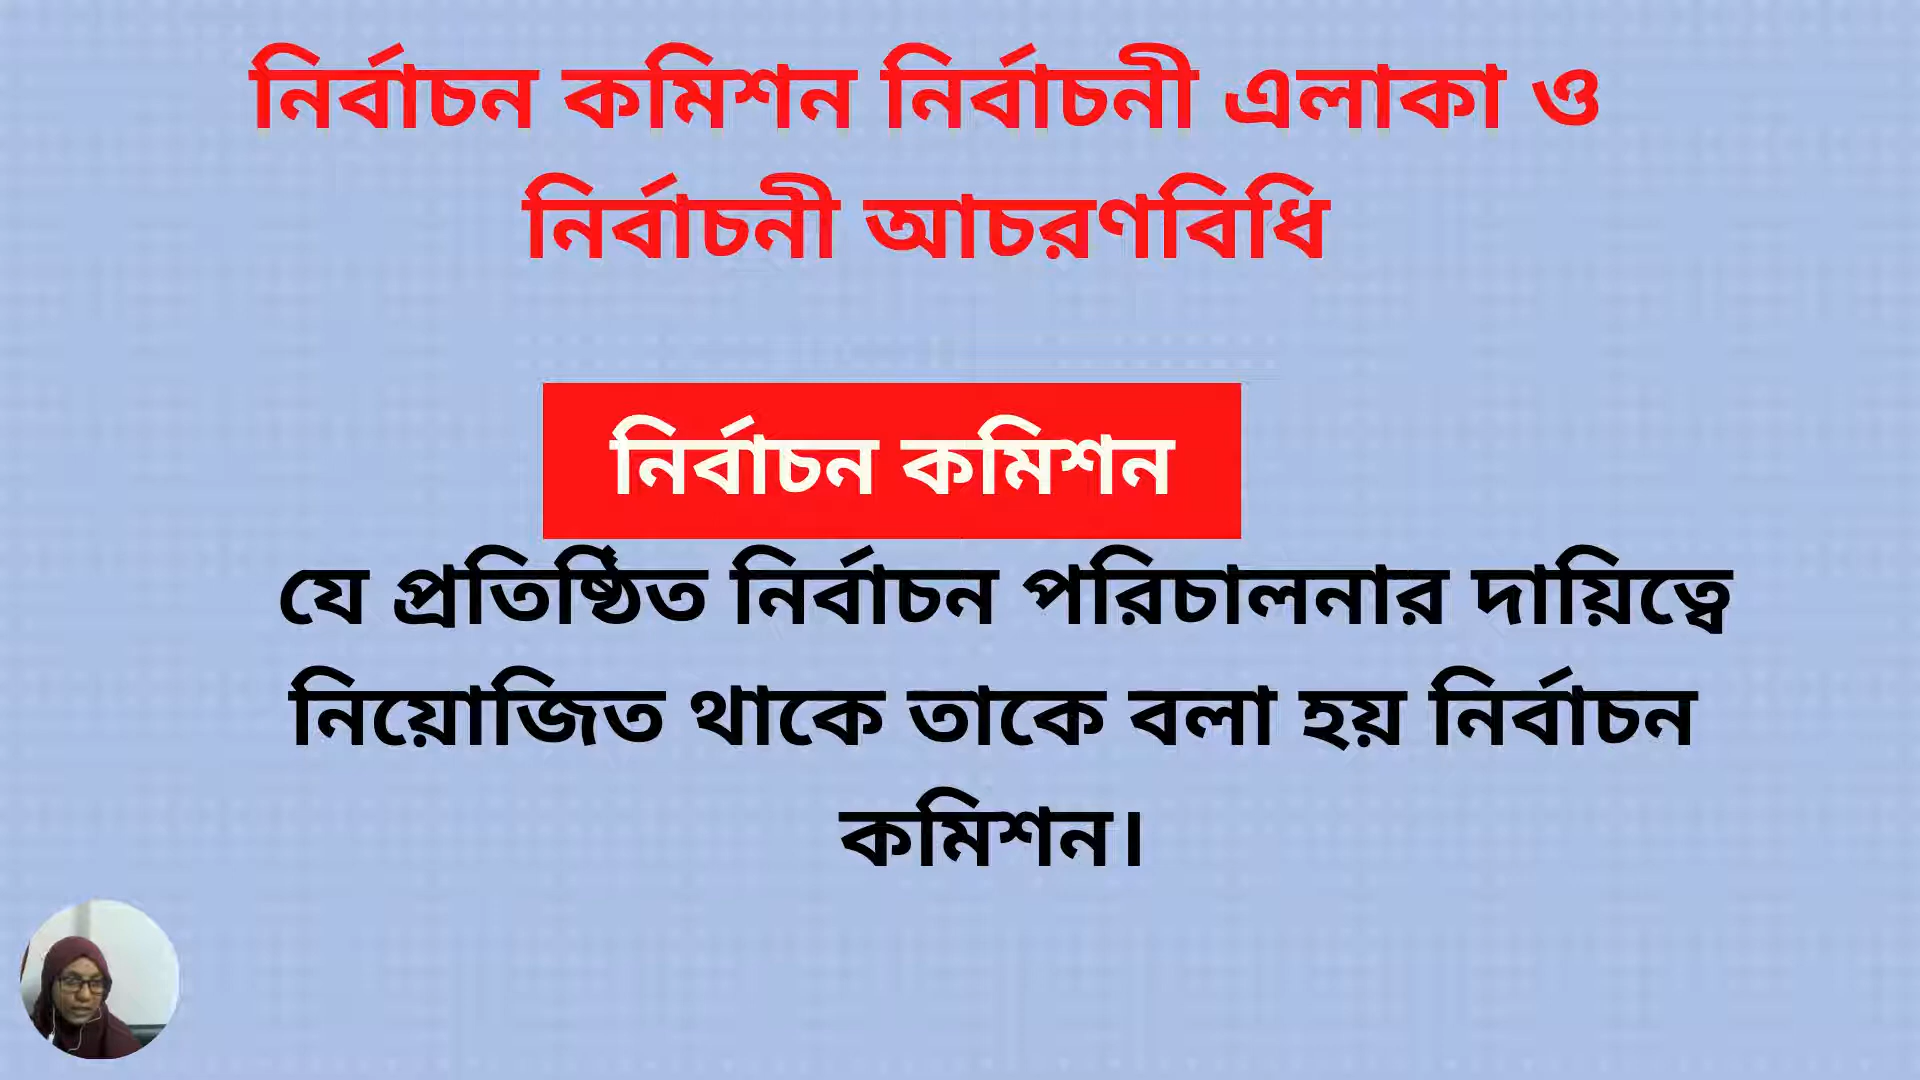 নির্বাচন কমিশন নির্বাচনী এলাকা ও
নির্বাচনী আচরণবিধি
নির্বাচন কমিশন
যে প্রতিষ্ঠিত নির্বাচন পরিচালনার দায়িত্বে
নিয়োজিত থাকে তাকে বলা হয় নির্বাচন
কমিশন।